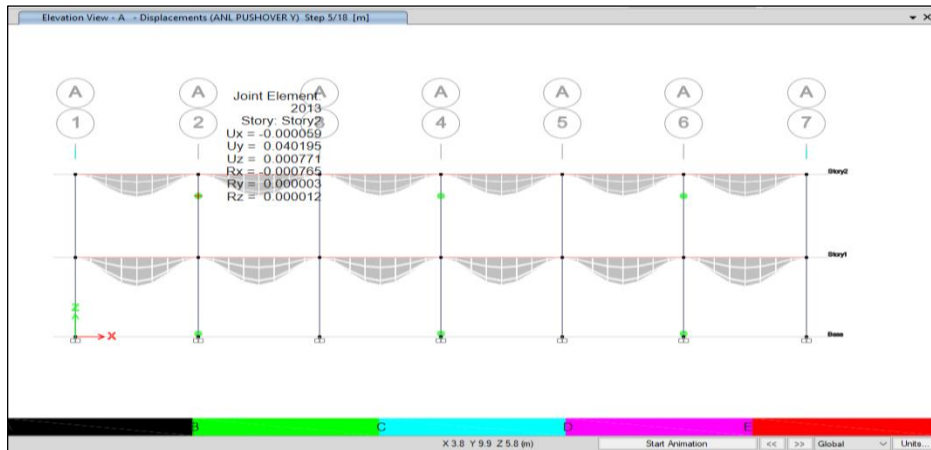 Elevation View - A - Displacements (ANL PUSHOVER Y) Step 5/18 [m]
A A A A A A A
1 2 3 4 5 6 7
Joint Element
2013
Story: Story2
Ux = -0.000059
Uy = 0.040195
Uz = 0.000771
Rx = -0.000765
Ry = 0.000003
Rz = 0.000012
Story2
Story1
Z
X
Base
B C D E
X 3.8 Y 9.9 Z 5.8 (m) Start Animation << >> Global Units...